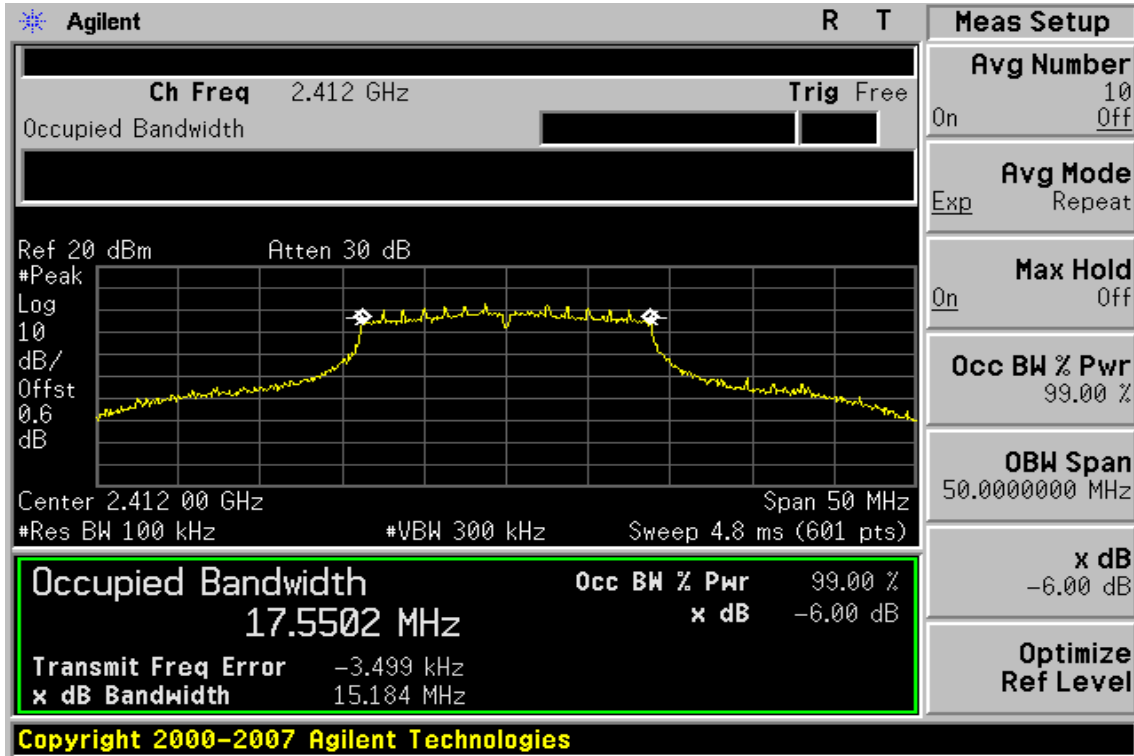 Agilent R T
Ch Freq 2.412 GHz Trig Free
Occupied Bandwidth
Ref 20 dBm Atten 30 dB
#Peak
Log
10
dB/
Offst
0.6
dB
Center 2.412 00 GHz Span 50 MHz
#Res BW 100 kHz #VBW 300 kHz Sweep 4.8 ms (601 pts)
Occupied Bandwidth
17.5502 MHz
Occ BW % Pwr 99.00 %
x dB -6.00 dB
Transmit Freq Error -3.499 kHz
x dB Bandwidth 15.184 MHz
Copyright 2000-2007 Agilent Technologies
Meas Setup
Avg Number
10
On Off
Avg Mode
Exp Repeat
Max Hold
On Off
Occ BW % Pwr
99.00 %
OBW Span
50.0000000 MHz
x dB
-6.00 dB
Optimize
Ref Level